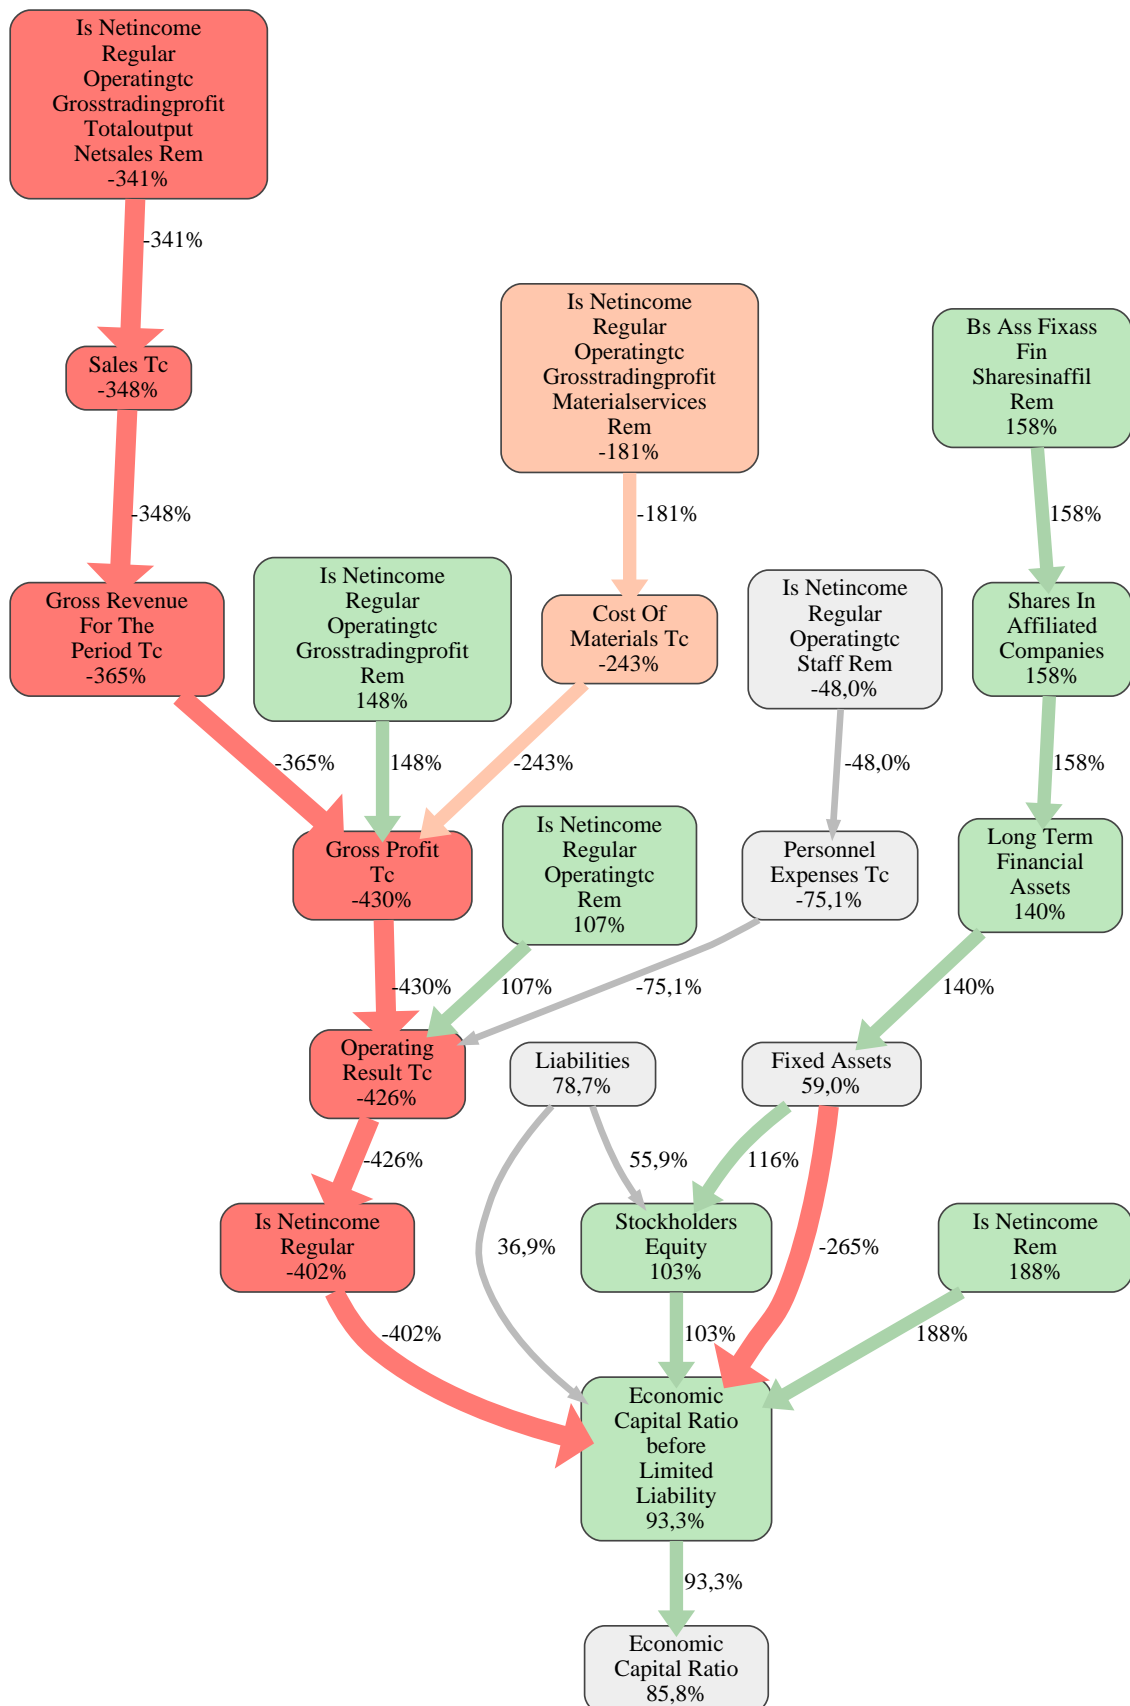 Is Netincome
Regular
Operatingtc
Grosstradingprofit
Totaloutput
Netsales Rem
-341%
-341%
Sales Tc
-348%
-348%
Is Netincome
Regular
Operatingtc
Grosstradingprofit
Materialservices
Rem
-181%
-181%
Bs Ass Fixass
Fin
Sharesinaffil
Rem
158%
158%
Gross Revenue
For The
Period Tc
-365%
-365%
Is Netincome
Regular
Operatingtc
Grosstradingprofit
Rem
148%
148%
Cost Of
Materials Tc
-243%
-243%
Is Netincome
Regular
Operatingtc
Staff Rem
-48,0%
-48,0%
Shares In
Affiliated
Companies
158%
158%
Gross Profit
Tc
-430%
-430%
Is Netincome
Regular
Operatingtc
Rem
107%
107%
Personnel
Expenses Tc
-75,1%
-75,1%
Long Term
Financial
Assets
140%
140%
Operating
Result Tc
-426%
-426%
Liabilities
78,7%
55,9%
36,9%
Fixed Assets
59,0%
116%
-265%
Is Netincome
Regular
-402%
-402%
Stockholders
Equity
103%
103%
Is Netincome
Rem
188%
188%
Economic
Capital Ratio
before
Limited
Liability
93,3%
93,3%
Economic
Capital Ratio
85,8%